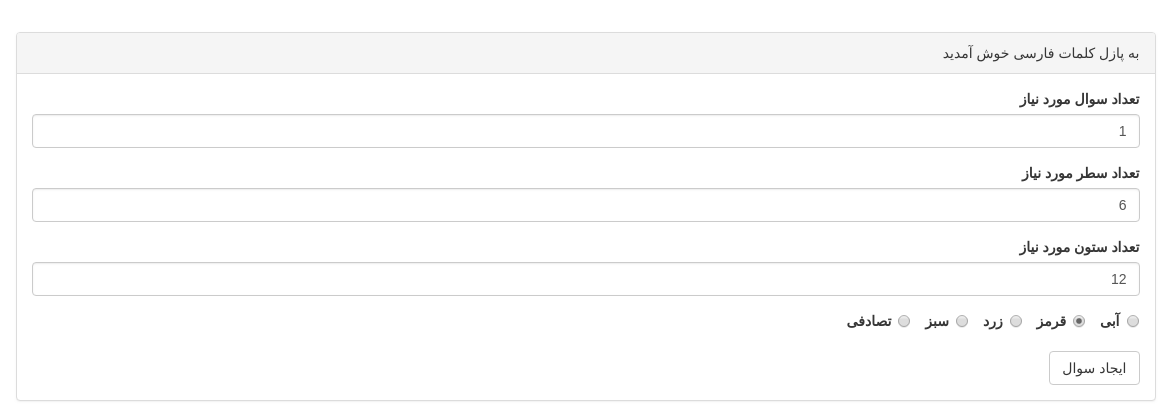 به پازل کلمات فارسی خوش آمدید
تعداد سوال مورد نیاز
1
تعداد سطر مورد نیاز
6
تعداد ستون مورد نیاز
12
آبی قرمز زرد سبز تصادفی
ایجاد سوال